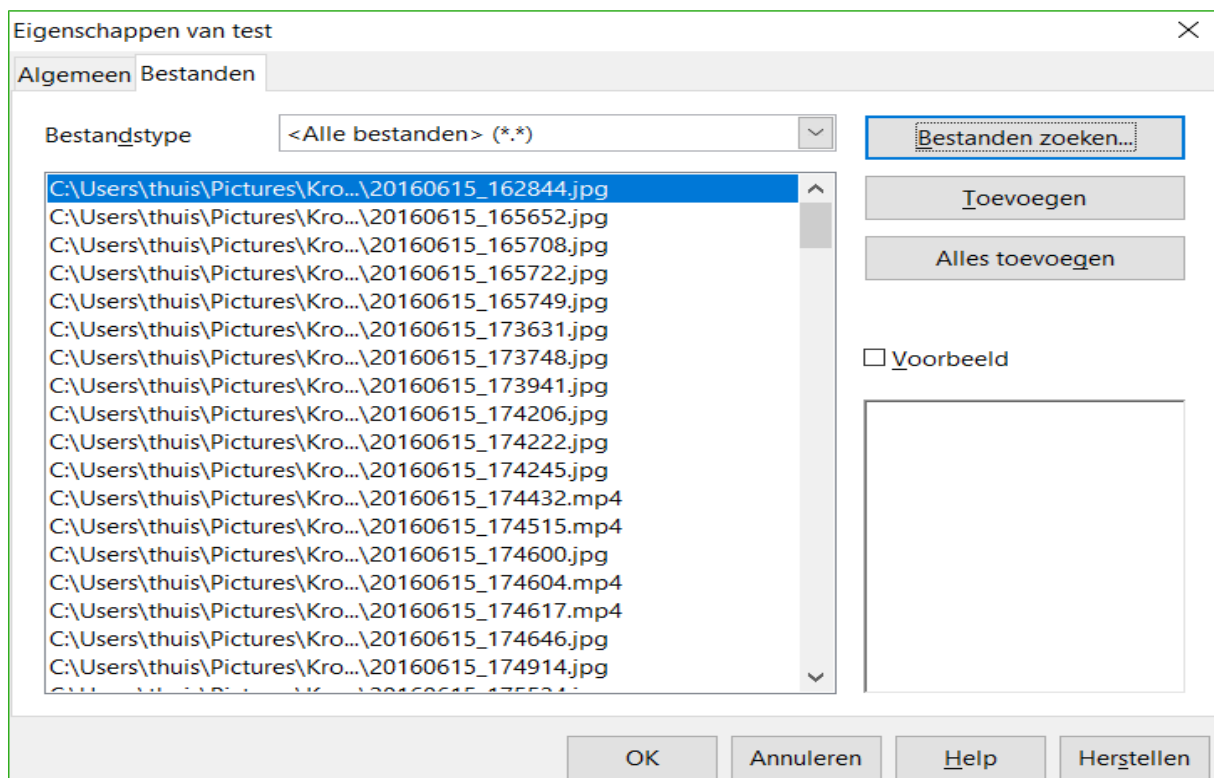 Eigenschappen van test
Algemeen Bestanden
Bestandstype <Alle bestanden> (*.*) Bestanden zoeken...
C:\Users\thuis\Pictures\Kro...\20160615_162844.jpg
C:\Users\thuis\Pictures\Kro...\20160615_165652.jpg
C:\Users\thuis\Pictures\Kro...\20160615_165708.jpg
C:\Users\thuis\Pictures\Kro...\20160615_165722.jpg
C:\Users\thuis\Pictures\Kro...\20160615_165749.jpg
C:\Users\thuis\Pictures\Kro...\20160615_173631.jpg
C:\Users\thuis\Pictures\Kro...\20160615_173748.jpg
C:\Users\thuis\Pictures\Kro...\20160615_173941.jpg
C:\Users\thuis\Pictures\Kro...\20160615_174206.jpg
C:\Users\thuis\Pictures\Kro...\20160615_174222.jpg
C:\Users\thuis\Pictures\Kro...\20160615_174245.jpg
C:\Users\thuis\Pictures\Kro...\20160615_174432.mp4
C:\Users\thuis\Pictures\Kro...\20160615_174515.mp4
C:\Users\thuis\Pictures\Kro...\20160615_174600.jpg
C:\Users\thuis\Pictures\Kro...\20160615_174604.mp4
C:\Users\thuis\Pictures\Kro...\20160615_174617.mp4
C:\Users\thuis\Pictures\Kro...\20160615_174646.jpg
C:\Users\thuis\Pictures\Kro...\20160615_174914.jpg
Toevoegen
Alles toevoegen
Voorbeeld
OK Annuleren Help Herstellen